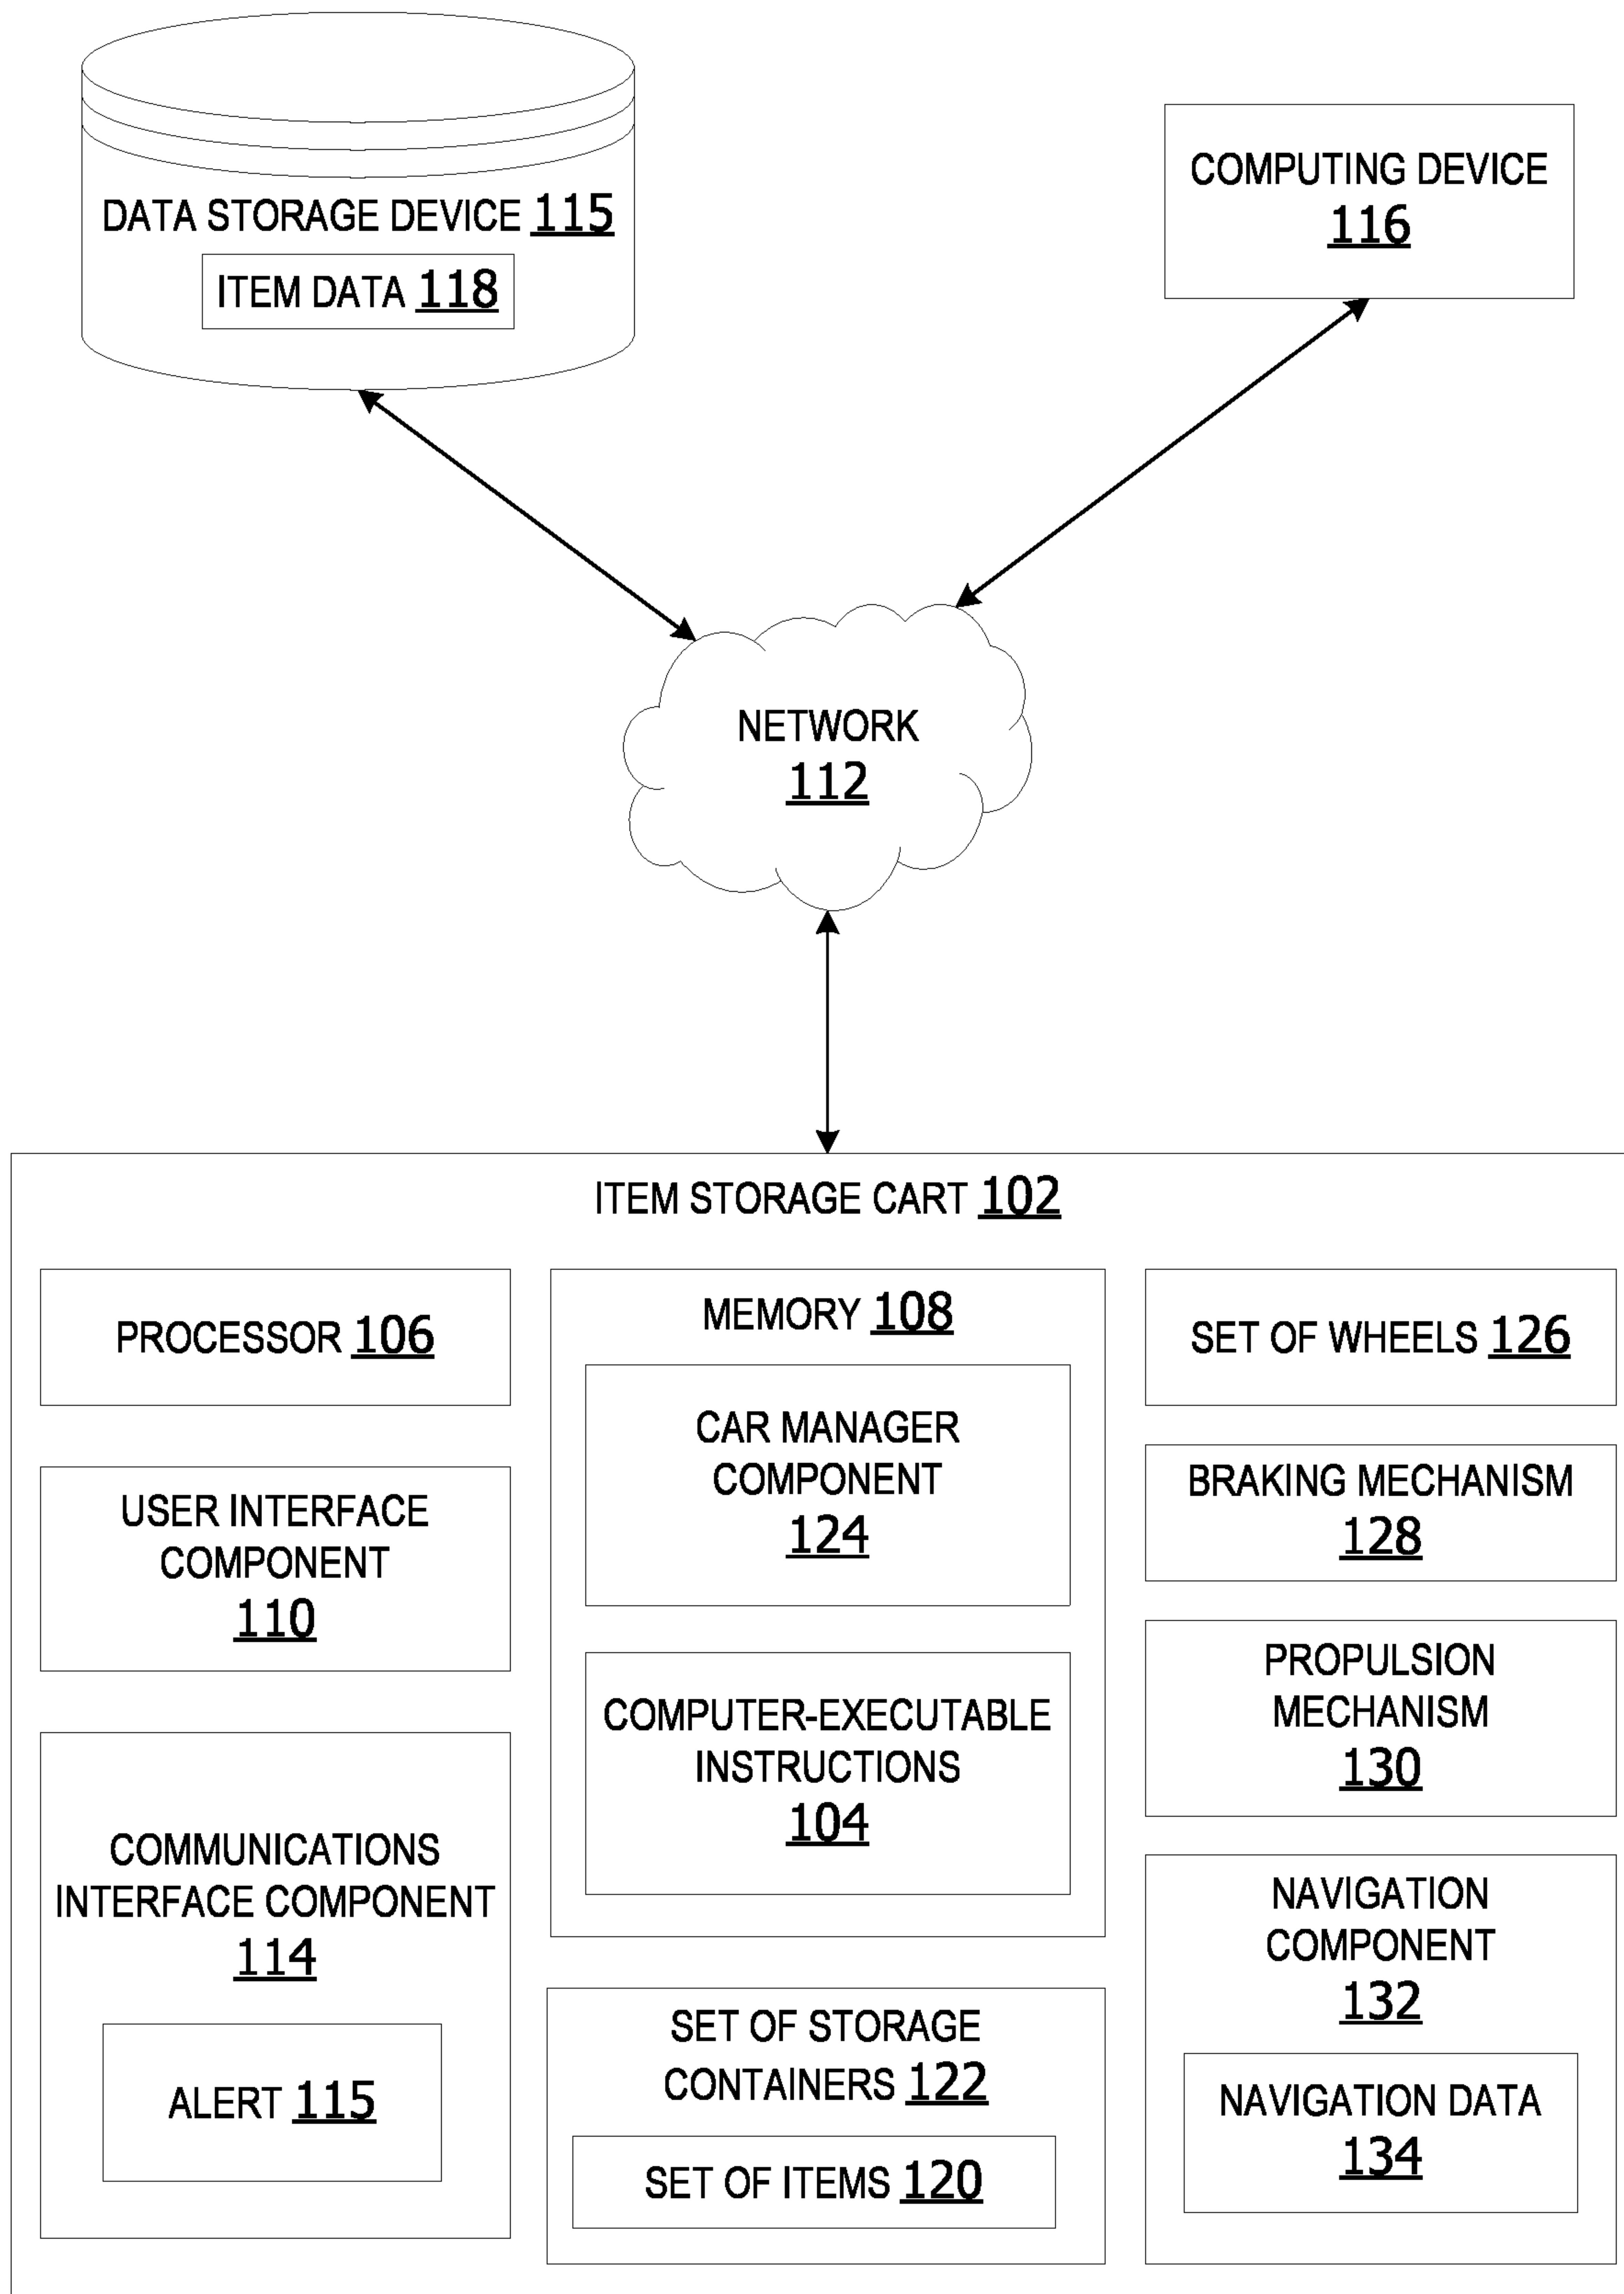 DATA STORAGE DEVICE 115
ITEM DATA 118
COMPUTING DEVICE
116
NETWORK
112
ITEM STORAGE CART 102
PROCESSOR 106
USER INTERFACE
COMPONENT
110
COMMUNICATIONS
INTERFACE COMPONENT
114
ALERT 115
MEMORY 108
CAR MANAGER
COMPONENT
124
COMPUTER-EXECUTABLE
INSTRUCTIONS
104
SET OF STORAGE
CONTAINERS 122
SET OF ITEMS 120
SET OF WHEELS 126
BRAKING MECHANISM
128
PROPULSION
MECHANISM
130
NAVIGATION
COMPONENT
132
NAVIGATION DATA
134